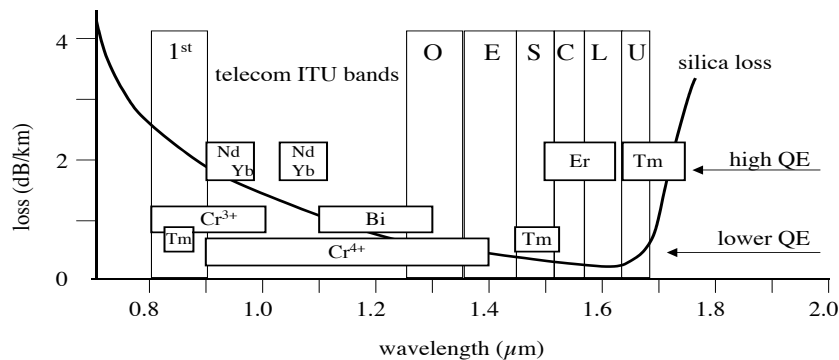 4
2
0
loss (dB/km)
1st
telecom ITU bands
O
E
S
C
L
U
silica loss
Nd
Yb
Nd
Yb
Er
Tm
high QE
Cr3+
Bi
Tm
Tm
Cr4+
lower QE
0.8
1.0
1.2
1.4
1.6
1.8
2.0
wavelength (µm)